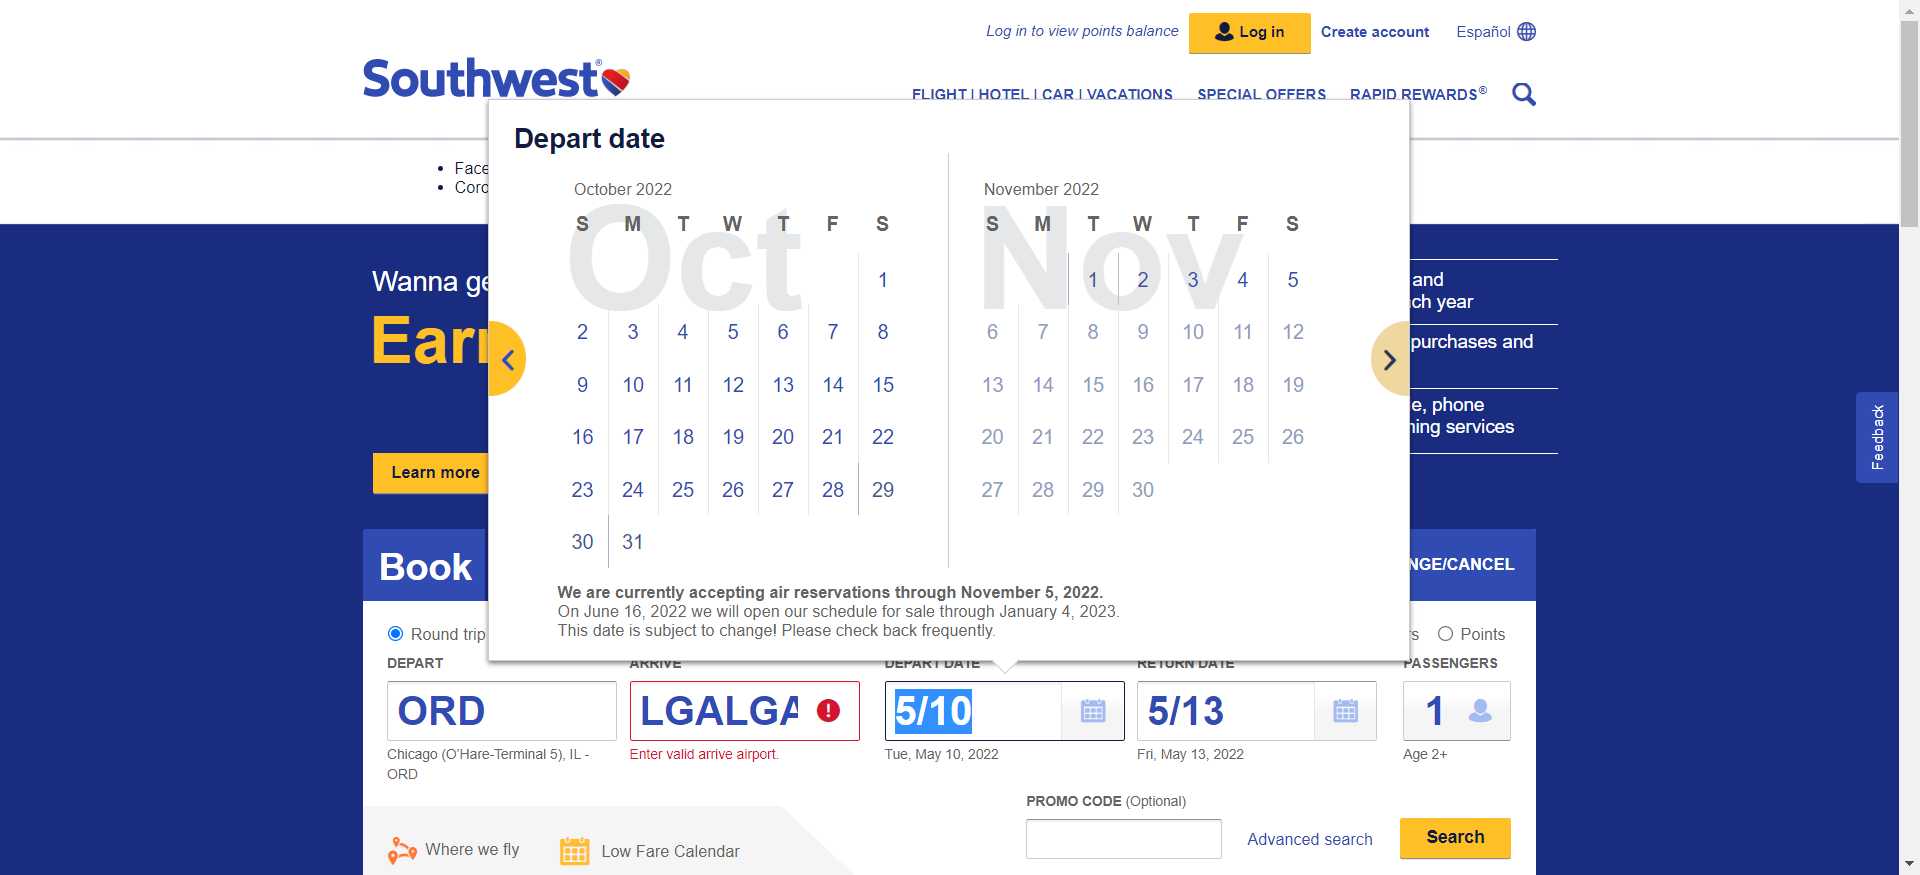 Log in to view points balance
Log in
Create account
Español
Southwest®
FLIGHT | HOTEL | CAR | VACATIONS
SPECIAL OFFERS
RAPID REWARDS®
Depart date
October 2022
November 2022
Oct
Nov
S M T W T F S
1
2 3 4 5 6 7 8
9 10 11 12 13 14 15
16 17 18 19 20 21 22
23 24 25 26 27 28 29
30 31
S M T W T F S
1 2 3 4 5
6 7 8 9 10 11 12
13 14 15 16 17 18 19
20 21 22 23 24 25 26
27 28 29 30
We are currently accepting air reservations through November 5, 2022.
On June 16, 2022 we will open our schedule for sale through January 4, 2023.
This date is subject to change! Please check back frequently.
Wanna
Learn more
and
year
purchases and
phone
services
Feedback
Book
/CANCEL
Round trip
Points
DEPART
ARRIVE
DEPART DATE
RETURN DATE
PASSENGERS
ORD
LGALGA
5/10
5/13
1
Chicago (O'Hare-Terminal 5), IL -
ORD
Enter valid arrive airport.
Tue, May 10, 2022
Fri, May 13, 2022
Age 2+
PROMO CODE (Optional)
Where we fly
Low Fare Calendar
Advanced search
Search